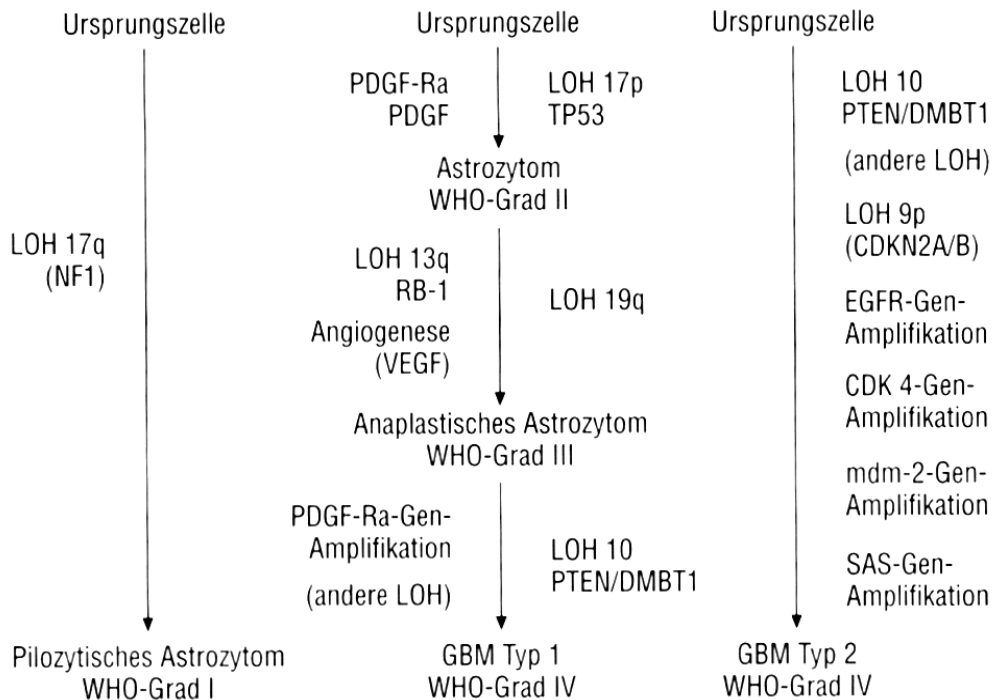 Ursprungszelle
LOH 17q
(NF1)
Pilozytisches Astrozytom
WHO-Grad I
Ursprungszelle
PDGF-Ra
PDGF
LOH 17p
TP53
Astrozytom
WHO-Grad II
LOH 13q
RB-1
Angiogenese
(VEGF)
LOH 19q
Anaplastisches Astrozytom
WHO-Grad III
PDGF-Ra-Gen-
Amplifikation
(andere LOH)
LOH 10
PTEN/DMBT1
GBM Typ 1
WHO-Grad IV
Ursprungszelle
LOH 10
PTEN/DMBT1
(andere LOH)
LOH 9p
(CDKN2A/B)
EGFR-Gen-
Amplifikation
CDK 4-Gen-
Amplifikation
mdm-2-Gen-
Amplifikation
SAS-Gen-
Amplifikation
GBM Typ 2
WHO-Grad IV